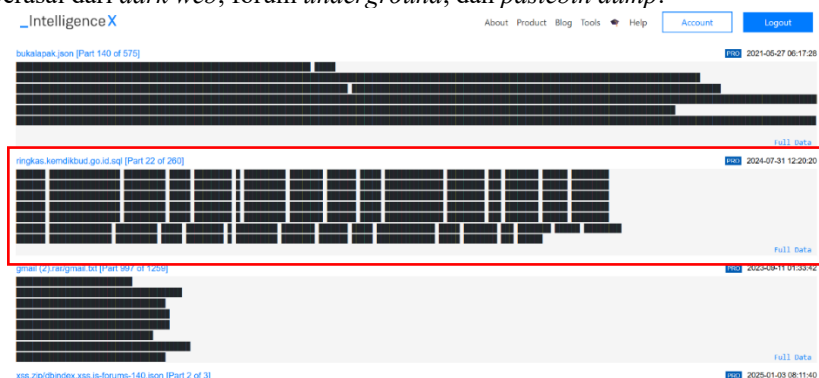 berasal dari dark web, forum underground, dan pastebin dump.
_IntelligenceX About Product Blog Tools Help Account Logout
bukalapak.json [Part 140 of 575] PRO 2021-05-27 06:17:28
Full Data
ringkas.kemdikbud.go.id.sql [Part 22 of 260] PRO 2024-07-31 12:20:20
Full Data
gmail (2).rar/gmail.txt [Part 997 of 1259] PRO 2023-09-11 01:33:42
Full Data
xss.zip/dbindex.xss.is-forums-140.json [Part 2 of 3] PRO 2025-01-03 08:11:40